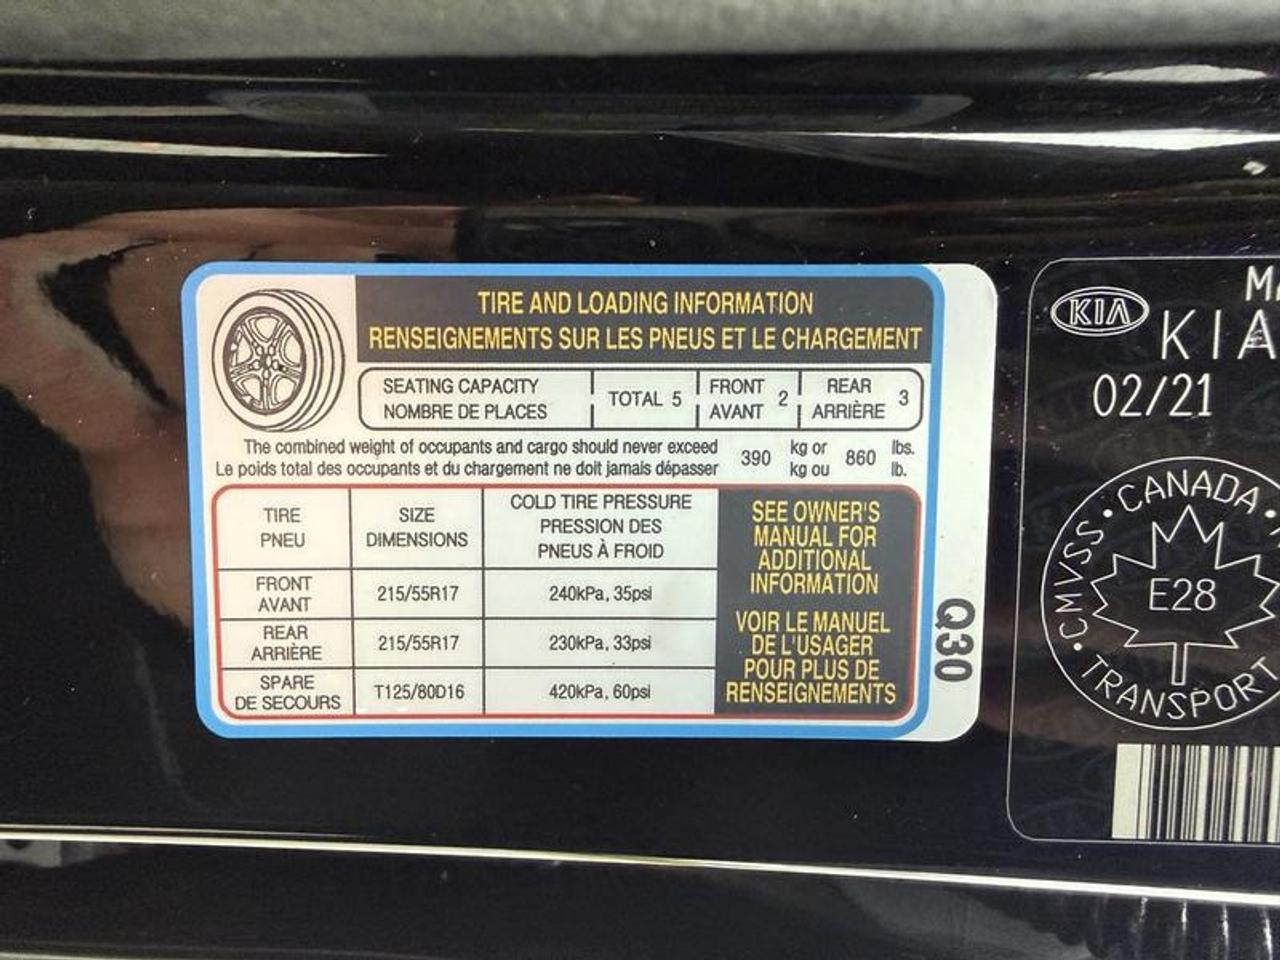 TIRE AND LOADING INFORMATION
RENSEIGNEMENTS SUR LES PNEUS ET LE CHARGEMENT
SEATING CAPACITY
NOMBRE DE PLACES
TOTAL 5
FRONT
AVANT
2
REAR
ARRIÈRE
3
The combined weight of occupants and cargo should never exceed
Le poids total des occupants et du chargement ne doit jamais dépasser
390
kg or
kg ou
860
lbs.
lb.
TIRE
PNEU
SIZE
DIMENSIONS
COLD TIRE PRESSURE
PRESSION DES
PNEUS À FROID
FRONT
AVANT
215/55R17
240kPa, 35psi
REAR
ARRIÈRE
215/55R17
230kPa, 33psi
SPARE
DE SECOURS
T125/80D16
420kPa, 60psi
SEE OWNER'S
MANUAL FOR
ADDITIONAL
INFORMATION
VOIR LE MANUEL
DE L'USAGER
POUR PLUS DE
RENSEIGNEMENTS
Q30
KIA
KIA
02/21
CANADA
CMVSS
E28
TRANSPORT